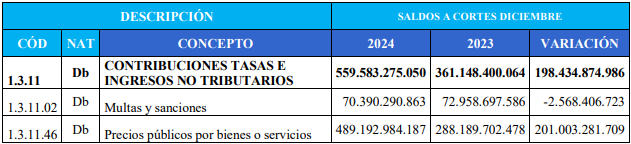 DESCRIPCIÓN SALDOS A CORTES DICIEMBRE
CÓD NAT CONCEPTO 2024 2023 VARIACIÓN
1.3.11 Db CONTRIBUCIONES TASAS E INGRESOS NO TRIBUTARIOS 559.583.275.050 361.148.400.064 198.434.874.986
1.3.11.02 Db Multas y sanciones 70.390.290.863 72.958.697.586 -2.568.406.723
1.3.11.46 Db Precios públicos por bienes o servicios 489.192.984.187 288.189.702.478 201.003.281.709